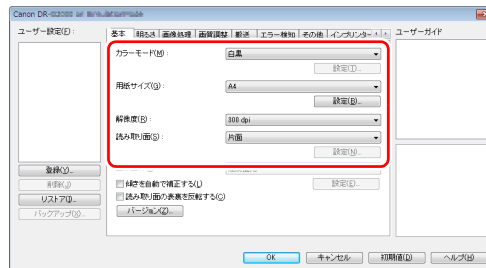 Canon DR-
ユーザー設定(F):
基本 明るさ 画像処理 画質調整 搬送 エラー検知 その他 インプリンター
ユーザーガイド
カラーモード(M):
白黒
設定(T)...
用紙サイズ(G):
A4
設定(B)...
解像度(R):
300 dpi
読み取り面(S):
片面
設定(N)...
登録(Y)...
削除(J)
リストア(Q)...
バックアップ(X)...
傾きを自動で補正する(L)
設定(E)...
読み取り面の表裏を反転する(C)
バージョン(Z)...
OK
キャンセル
初期値(D)
ヘルプ(H)